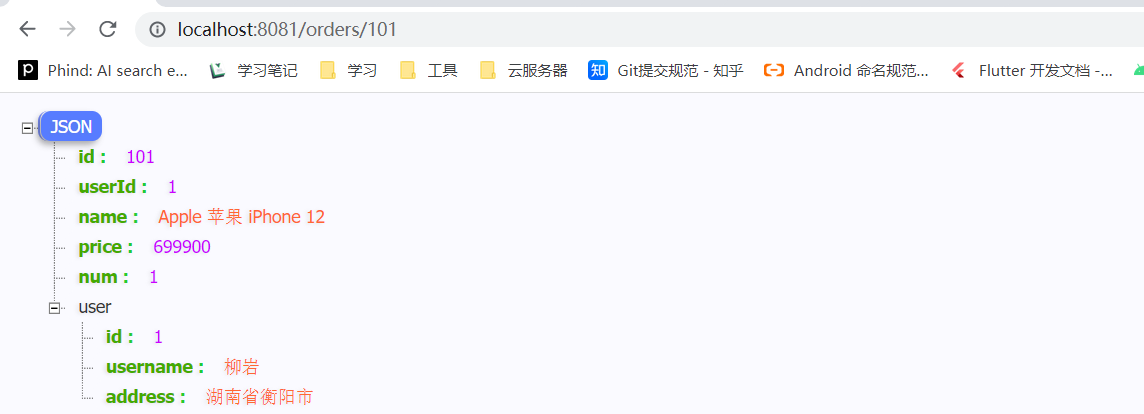 localhost:8081/orders/101
Phind: AI search e... 学习笔记 学习 工具 云服务器 知 Git提交规范 - 知乎 Android 命名规范... Flutter 开发文档 -...
JSON
id : 101
userId : 1
name : Apple 苹果 iPhone 12
price : 699900
num : 1
user
id : 1
username : 柳岩
address : 湖南省衡阳市